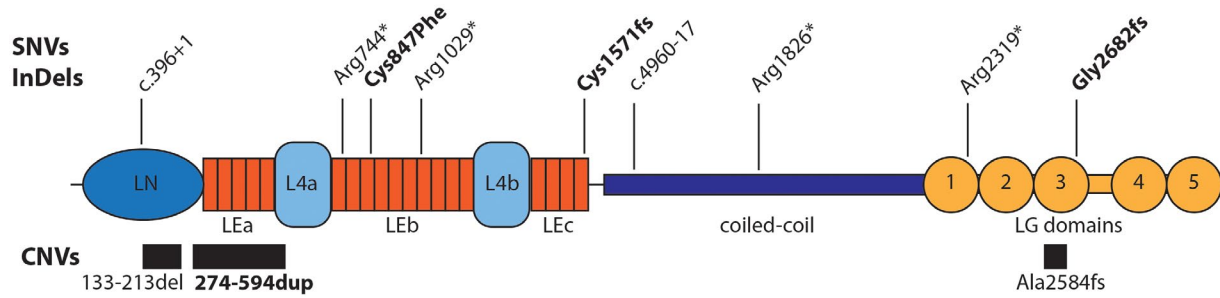 SNVs
InDels
c.396+1
Arg744*
Cys847Phe
Arg1029*
Cys1571fs
c.4960-17
Arg1826*
Arg2319*
Gly2682fs
LN
L4a
L4b
1
2
3
4
5
LEa
LEb
LEc
coiled-coil
LG domains
CNVs
133-213del
274-594dup
Ala2584fs